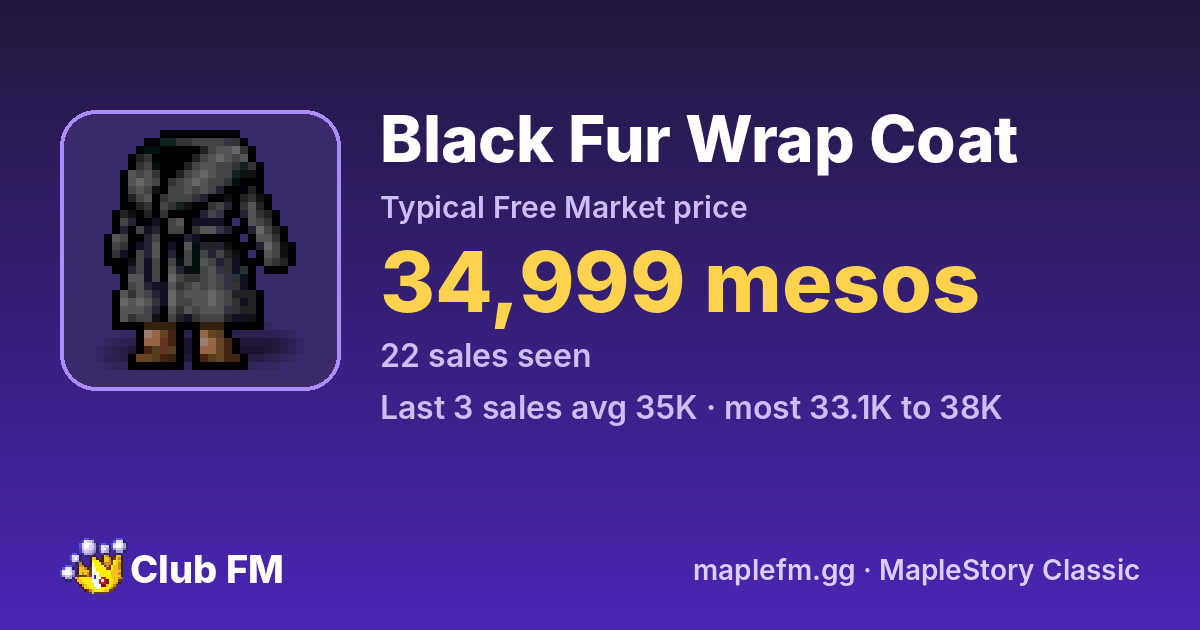 Black Fur Wrap Coat
Typical Free Market price
34,999 mesos
22 sales seen
Last 3 sales avg 35K · most 33.1K to 38K
Club FM
maplefm.gg · MapleStory Classic